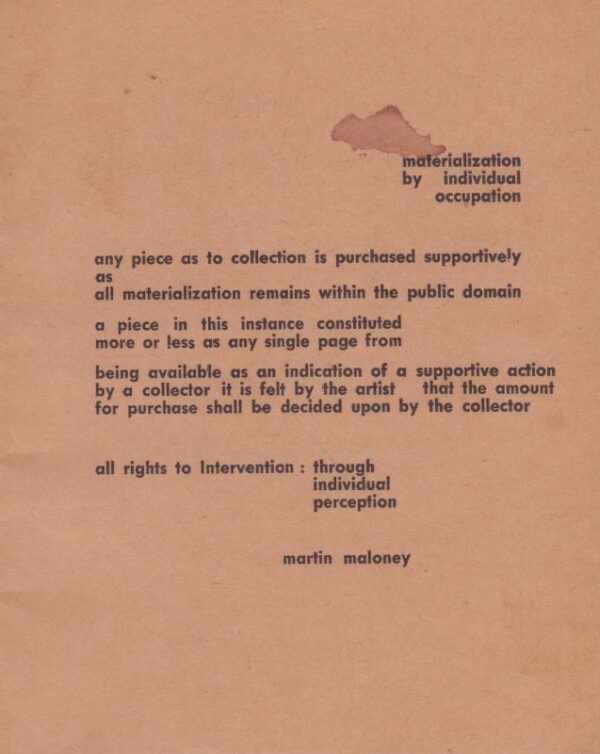 materialization
by individual
occupation
any piece as to collection is purchased supportively
as
all materialization remains within the public domain
a piece in this instance constituted
more or less as any single page from
being available as an indication of a supportive action
by a collector it is felt by the artist that the amount
for purchase shall be decided upon by the collector
all rights to Intervention : through
individual
perception
martin maloney